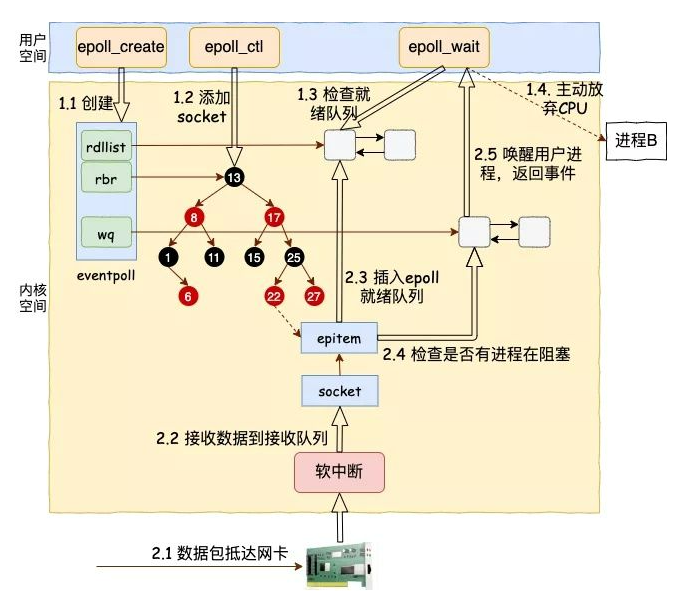 用户
空间
epoll_create
epoll_ctl
epoll_wait
1.1 创建
1.2 添加
socket
1.3 检查就
绪队列
1.4. 主动放
弃CPU
进程B
rdllist
rbr
wq
eventpoll
13
8
17
1
11
15
25
6
22
27
2.5 唤醒用户进
程，返回事件
内核
空间
2.3 插入epoll
就绪队列
epitem
2.4 检查是否有进程在阻塞
socket
2.2 接收数据到接收队列
软中断
2.1 数据包抵达网卡